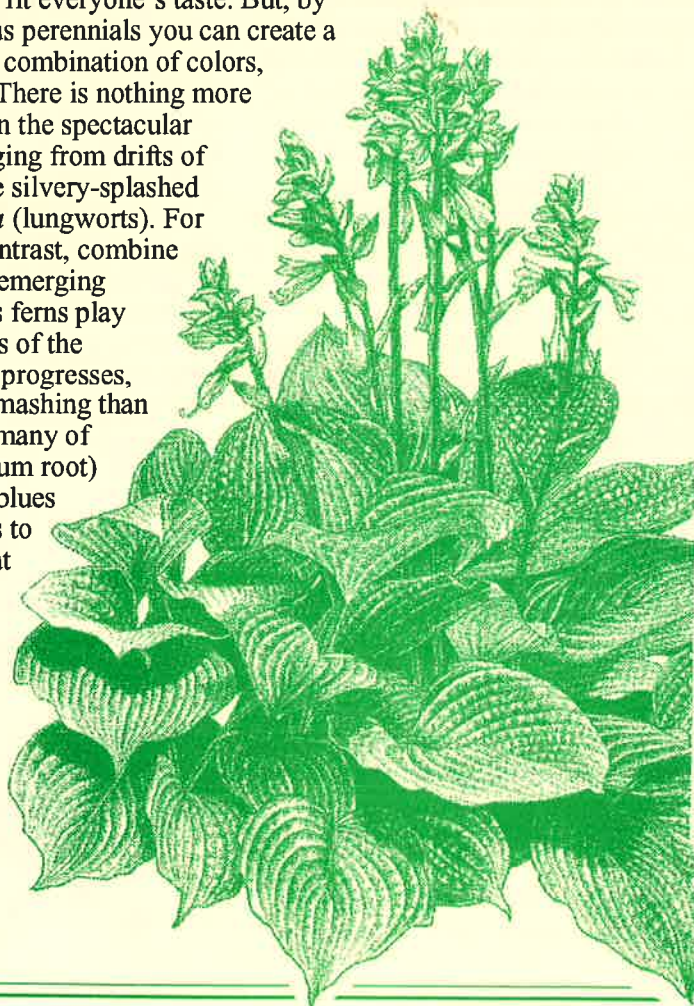 fit everyone's taste. But, by
us perennials you can create a
combination of colors,
There is nothing more
n the spectacular
ging from drifts of
e silvery-splashed
a (lungworts). For
ntrast, combine
emerging
s ferns play
s of the
progresses,
mashing than
many of
um root)
blues
s to
at